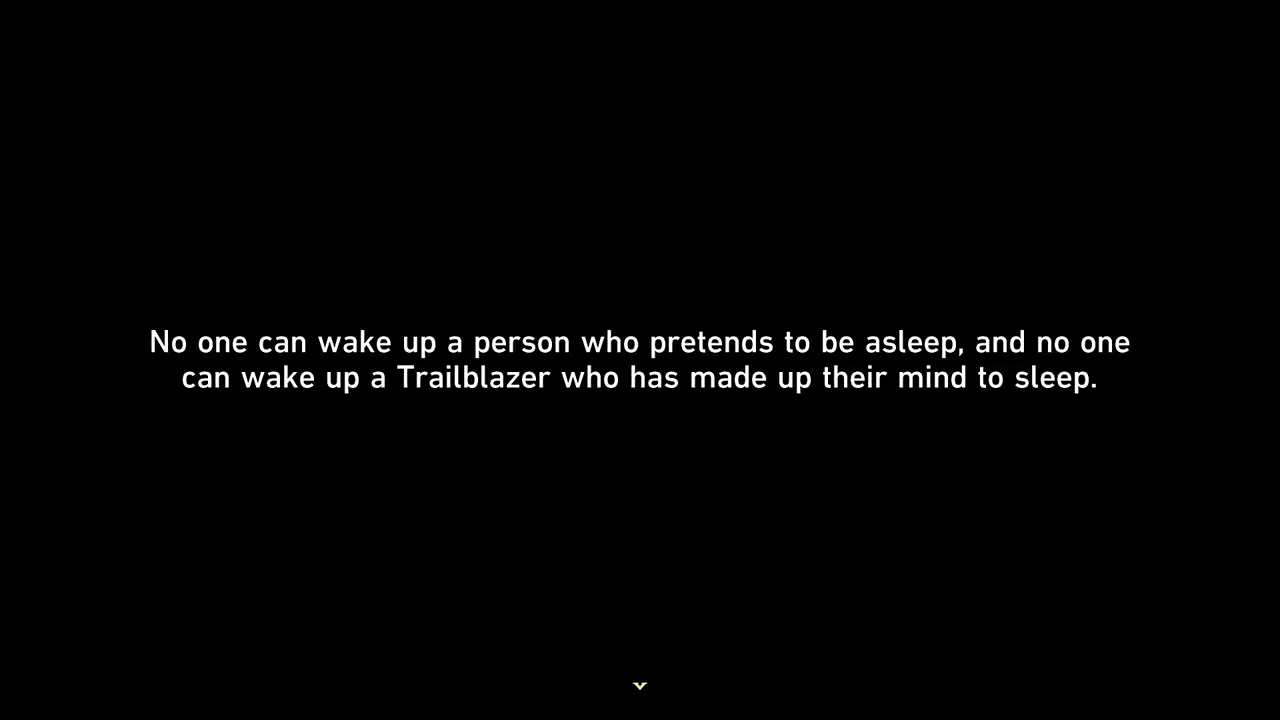 No one can wake up a person who pretends to be asleep, and no one
can wake up a Trailblazer who has made up their mind to sleep.